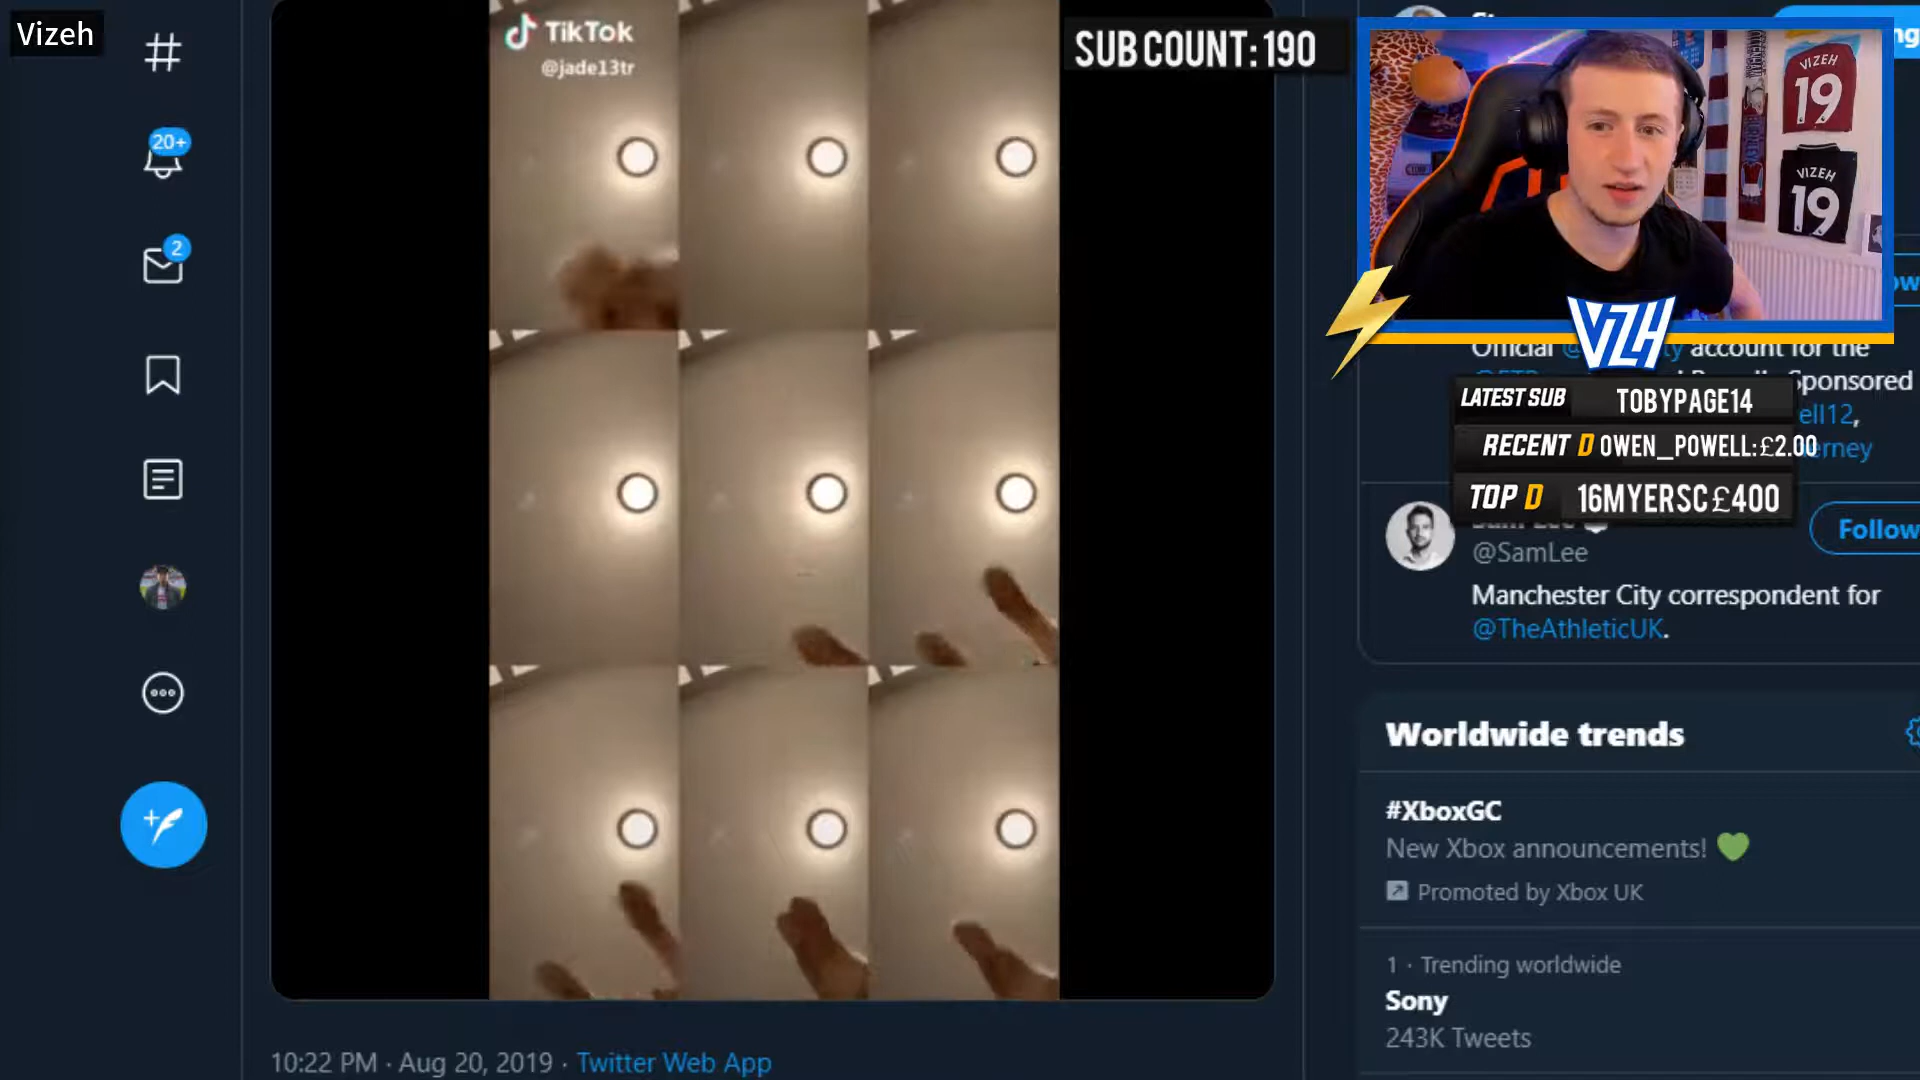 Vizeh
#
20+
2
TikTok
@jade13tr
SUB COUNT: 190
VIZEH
19
VIZEH
19
VZH
Official
account for the
Sponsored
ell12,
LATEST SUB TOBYPAGE14
RECENT D OWEN_POWELL:£2.00
erney
TOP D 16MYERSC £400
Follow
@SamLee
Manchester City correspondent for
@TheAthleticUK.
Worldwide trends
#XboxGC
New Xbox announcements!
Promoted by Xbox UK
1 · Trending worldwide
Sony
243K Tweets
10:22 PM · Aug 20, 2019 · Twitter Web App